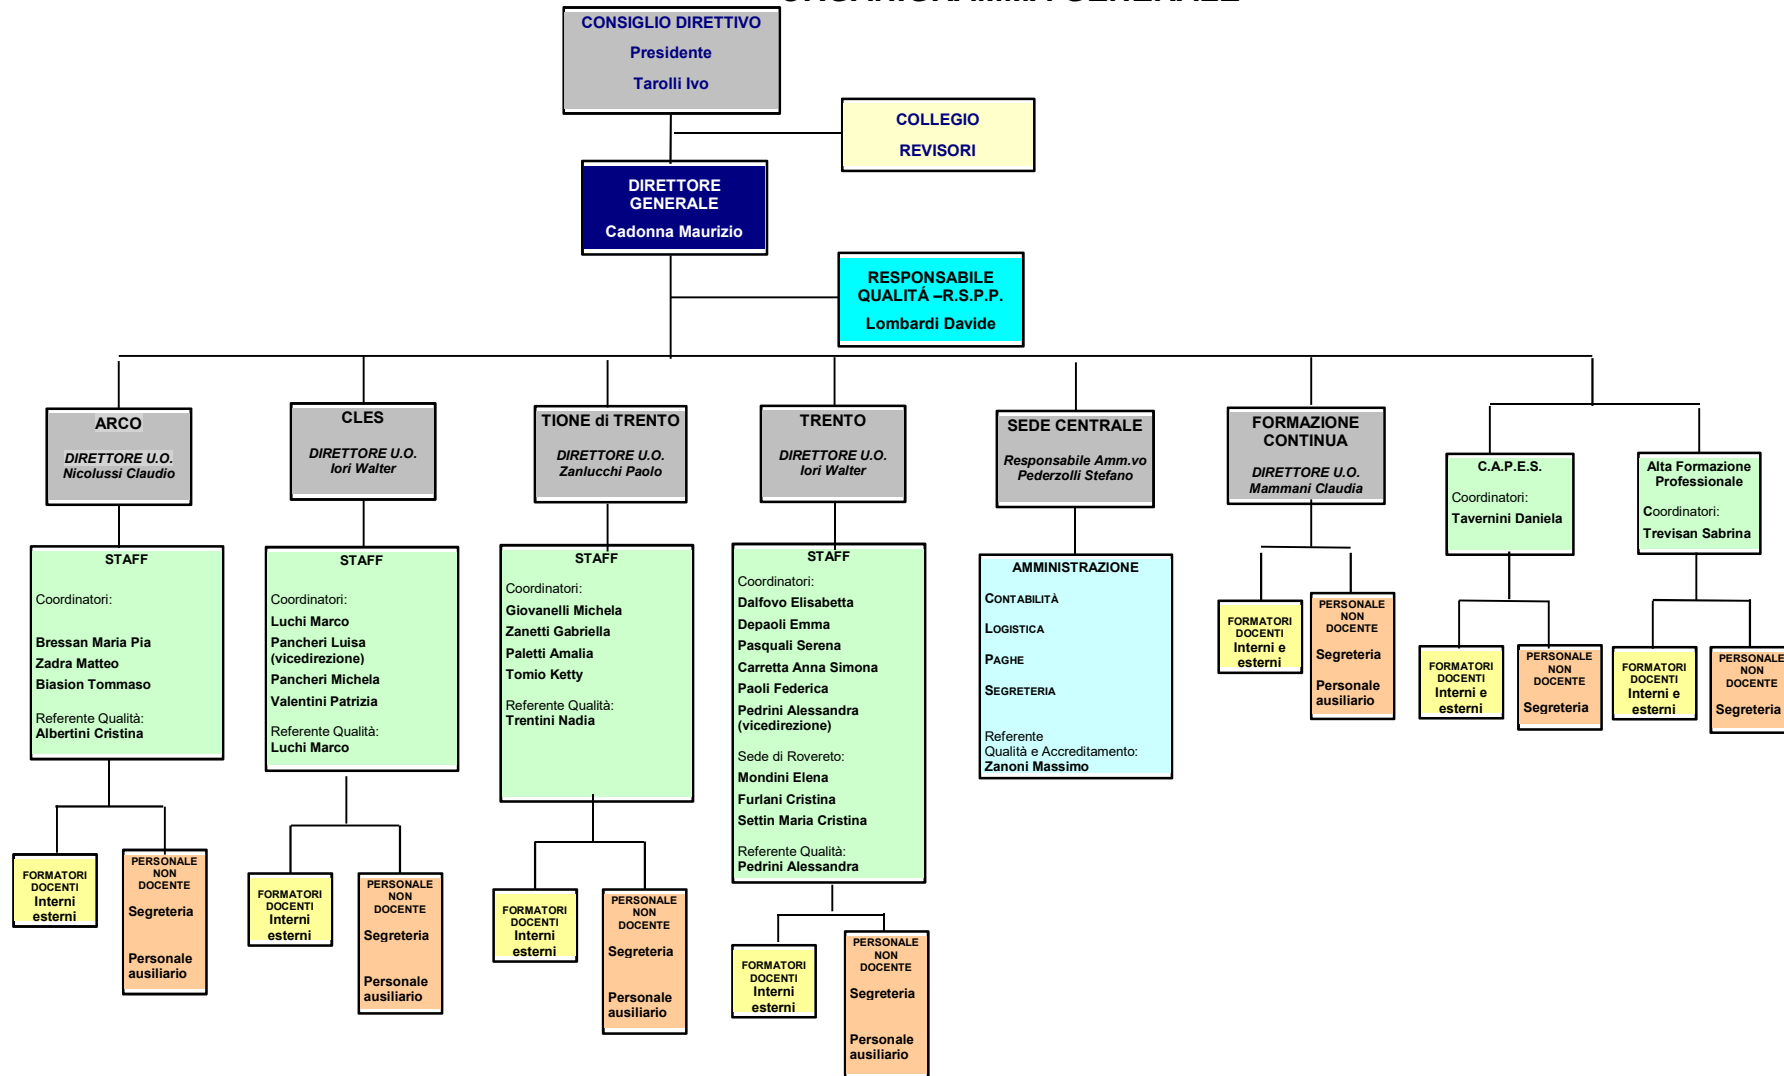 ORGANIGRAMMA GENERALE
CONSIGLIO DIRETTIVO
Presidente
Tarolli Ivo
COLLEGIO
REVISORI
DIRETTORE
GENERALE
Cadonna Maurizio
RESPONSABILE
QUALITÁ –R.S.P.P.
Lombardi Davide
ARCO
DIRETTORE U.O.
Nicolussi Claudio
CLES
DIRETTORE U.O.
Iori Walter
TIONE di TRENTO
DIRETTORE U.O.
Zanlucchi Paolo
TRENTO
DIRETTORE U.O.
Iori Walter
SEDE CENTRALE
Responsabile Amm.vo
Pederzolli Stefano
FORMAZIONE
CONTINUA
DIRETTORE U.O.
Mammani Claudia
C.A.P.E.S.
Coordinatori:
Tavernini Daniela
Alta Formazione
Professionale
Coordinatori:
Trevisan Sabrina
STAFF
Coordinatori:
Bressan Maria Pia
Zadra Matteo
Biasion Tommaso
Referente Qualità:
Albertini Cristina
STAFF
Coordinatori:
Luchi Marco
Pancheri Luisa
(vicedirezione)
Pancheri Michela
Valentini Patrizia
Referente Qualità:
Luchi Marco
STAFF
Coordinatori:
Giovanelli Michela
Zanetti Gabriella
Paletti Amalia
Tomio Ketty
Referente Qualità:
Trentini Nadia
STAFF
Coordinatori:
Dalfovo Elisabetta
Depaoli Emma
Pasquali Serena
Carretta Anna Simona
Paoli Federica
Pedrini Alessandra
(vicedirezione)
Sede di Rovereto:
Mondini Elena
Furlani Cristina
Settin Maria Cristina
Referente Qualità:
Pedrini Alessandra
AMMINISTRAZIONE
CONTABILITÀ
LOGISTICA
PAGHE
SEGRETERIA
Referente
Qualità e Accreditamento:
Zanoni Massimo
FORMATORI
DOCENTI
Interni e
esterni
PERSONALE
NON
DOCENTE
Segreteria
Personale
ausiliario
FORMATORI
DOCENTI
Interni e
esterni
PERSONALE
NON
DOCENTE
Segreteria
FORMATORI
DOCENTI
Interni e
esterni
PERSONALE
NON
DOCENTE
Segreteria
FORMATORI
DOCENTI
Interni
esterni
PERSONALE
NON
DOCENTE
Segreteria
Personale
ausiliario
FORMATORI
DOCENTI
Interni
esterni
PERSONALE
NON
DOCENTE
Segreteria
Personale
ausiliario
FORMATORI
DOCENTI
Interni
esterni
PERSONALE
NON
DOCENTE
Segreteria
Personale
ausiliario
FORMATORI
DOCENTI
Interni
esterni
PERSONALE
NON
DOCENTE
Segreteria
Personale
ausiliario